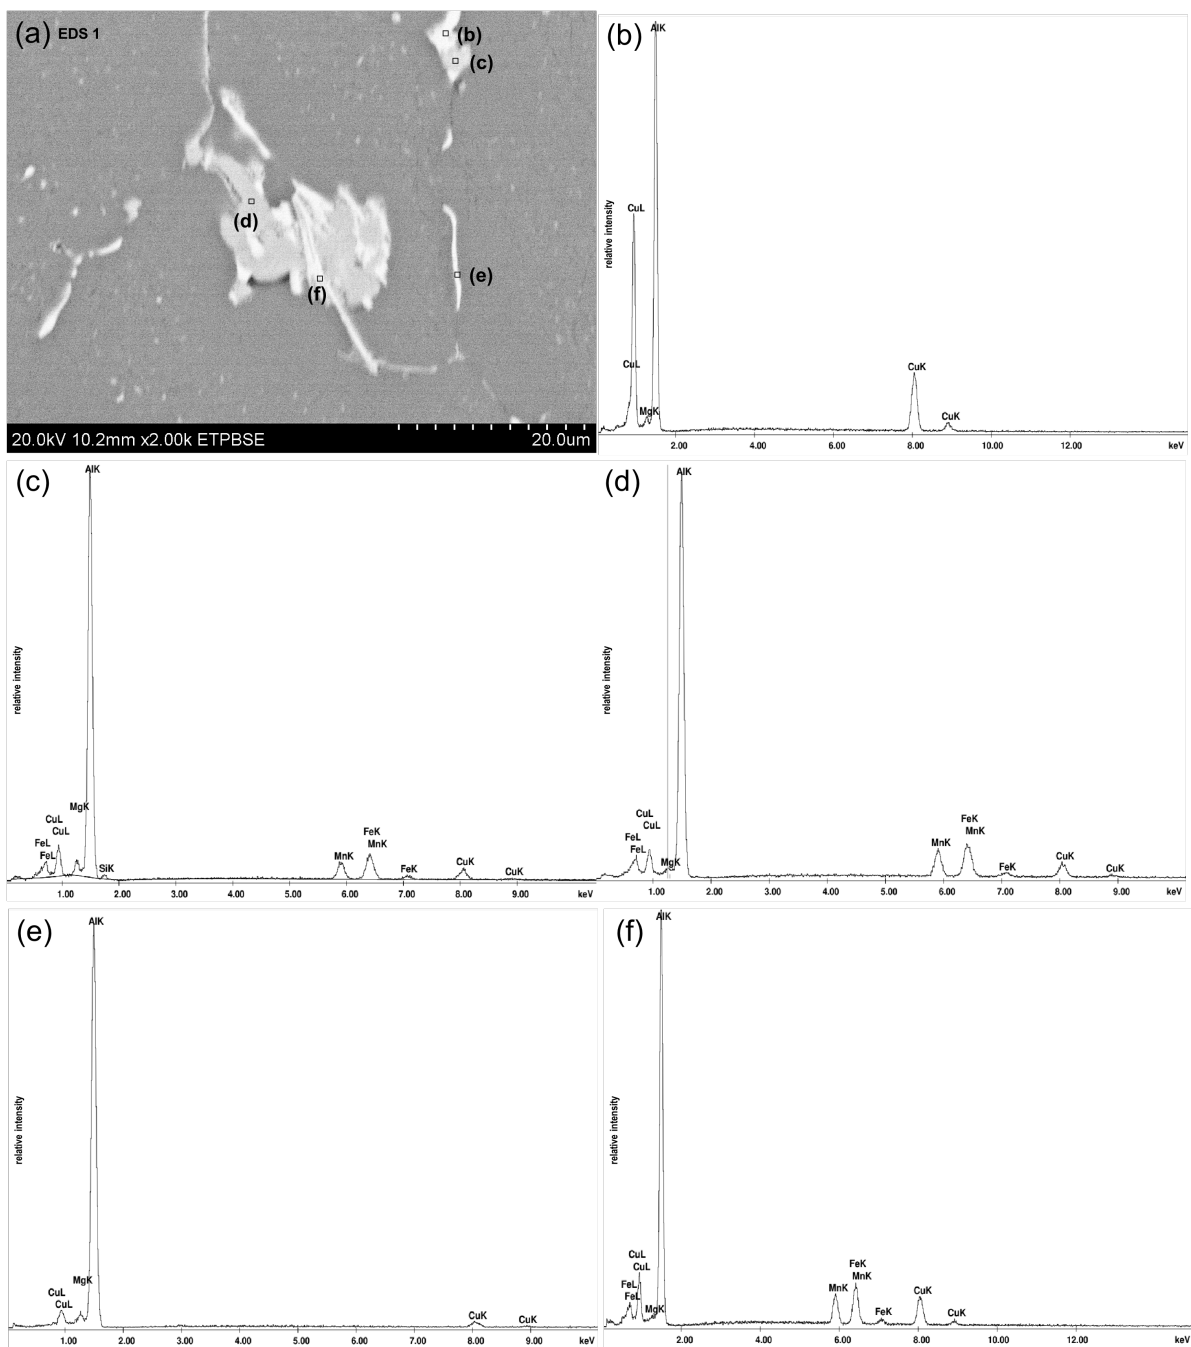 (a) EDS 1
(b)
(c)
(d)
(e)
(f)
20.0kV 10.2mm x2.00k ETPBSE 20.0um
(b)
AlK
relative intensity
CuL
CuL
MgK
CuK
CuK
2.00 4.00 6.00 8.00 10.00 12.00 keV
(c)
AlK
relative intensity
MgK
CuL
CuL
FeL
FeL
SiK
MnK
FeK
MnK
FeK
CuK
CuK
1.00 2.00 3.00 4.00 5.00 6.00 7.00 8.00 9.00 keV
(d)
AlK
relative intensity
CuL
CuL
FeL
FeL
MgK
MnK
FeK
MnK
FeK
CuK
CuK
1.00 2.00 3.00 4.00 5.00 6.00 7.00 8.00 9.00 keV
(e)
AlK
relative intensity
MgK
CuL
CuL
CuK
CuK
1.00 2.00 3.00 4.00 5.00 6.00 7.00 8.00 9.00 keV
(f)
AlK
relative intensity
CuL
CuL
FeL
FeL
MgK
MnK
FeK
MnK
FeK
CuK
CuK
2.00 4.00 6.00 8.00 10.00 12.00 keV